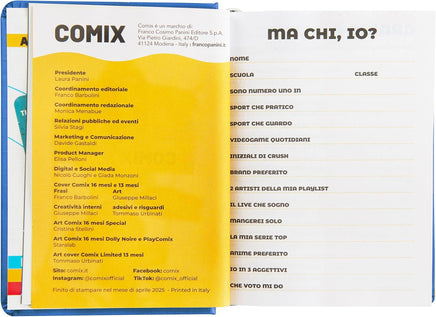 COMIX
Comix è un marchio di:
Franco Cosimo Panini Editore S.p.A.
Via Pietro Giardini, 474/D
41124 Modena - Italy | francopanini.it
Presidente
Laura Panini
Coordinamento editoriale
Franco Barbolini
Coordinamento redazionale
Monica Menabue
Relazioni pubbliche ed eventi
Silvia Stagi
Marketing e Comunicazione
Davide Gastaldi
Product Manager
Elisa Pelloni
Digital e Social Media
Nicolò Guoghi e Giada Monzoni
Cover Comix 16 mesi e 13 mesi
Frasi Art
Franco Barbolini Giuseppe Millaci
Creatività interni adesivi e risguardi
Giuseppe Millaci Tommaso Urbinati
Art Comix 16 mesi Special
Cristina Stellini
Art Comix 16 mesi Dolly Noire e PlayComix
Staralab
Art cover Comix Limited 13 mesi
Tommaso Urbinati
Sito: comix.it Facebook: comix
Instagram: @comixofficial TikTok: @comix_official
Finito di stampare nel mese di aprile 2025 - Printed in Italy
MA CHI, IO?
NOME
SCUOLA CLASSE
SONO NUMERO UNO IN
SPORT CHE PRATICO
SPORT CHE GUARDO
VIDEOGAME QUOTIDIANI
INIZIALI DI CRUSH
BRAND PREFERITO
3 ARTISTI DELLA MIA PLAYLIST
IL LIVE CHE SOGNO
MANGEREI SOLO
LA MIA SERIE TOP
ANIME PREFERITO
IO IN 3 AGGETTIVI
CHE VOTO MI DO